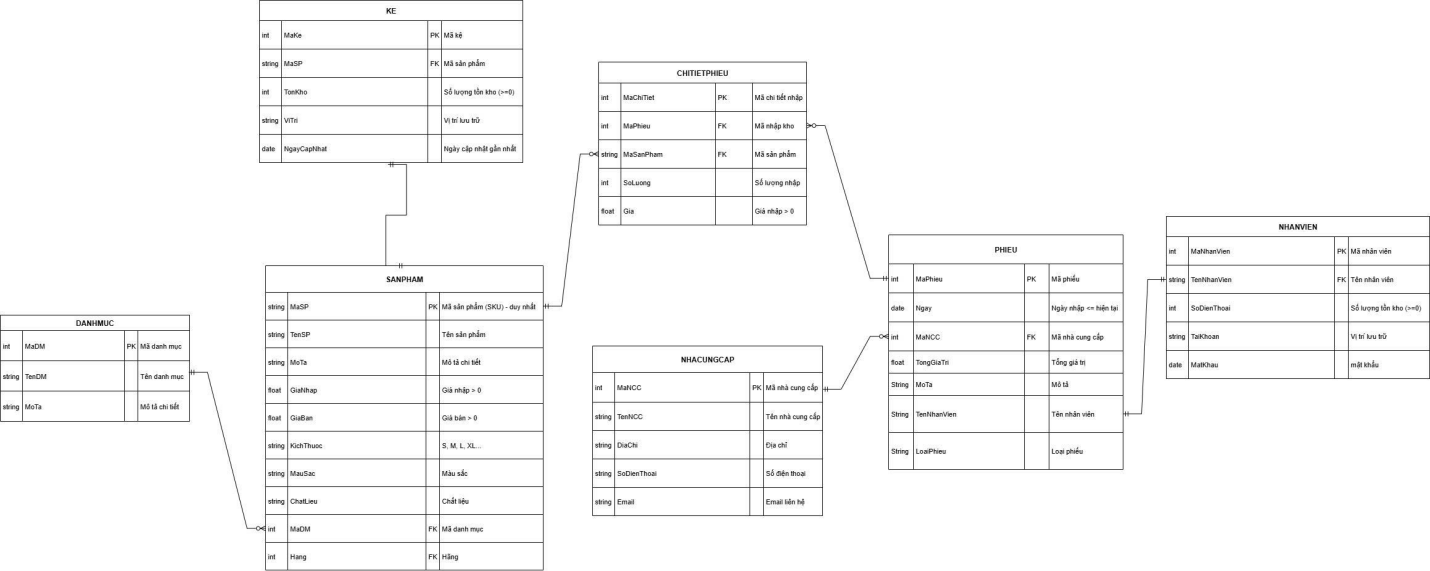 KE
int MaKe PK Mã kệ
string MaSP FK Mã sản phẩm
int TonKho Số lượng tồn kho (>=0)
string ViTri Vị trí lưu trữ
date NgayCapNhat Ngày cập nhật gần nhất
CHITIETPHIEU
int MaChiTiet PK Mã chi tiết nhập
int MaPhieu FK Mã nhập kho
string MaSanPham FK Mã sản phẩm
int SoLuong Số lượng nhập
float Gia Giá nhập > 0
SANPHAM
string MaSP PK Mã sản phẩm (SKU) - duy nhất
string TenSP Tên sản phẩm
string MoTa Mô tả chi tiết
float GiaNhap Giá nhập > 0
float GiaBan Giá bán > 0
string KichThuoc S, M, L, XL...
string MauSac Màu sắc
string ChatLieu Chất liệu
int MaDM FK Mã danh mục
int Hang FK Hãng
DANHMUC
int MaDM PK Mã danh mục
string TenDM Tên danh mục
string MoTa Mô tả chi tiết
NHACUNGCAP
int MaNCC PK Mã nhà cung cấp
string TenNCC Tên nhà cung cấp
string DiaChi Địa chỉ
string SoDienThoai Số điện thoại
string Email Email liên hệ
PHIEU
int MaPhieu PK Mã phiếu
date Ngay Ngày nhập <= hiện tại
int MaNCC FK Mã nhà cung cấp
float TongGiaTri Tổng giá trị
String MoTa Mô tả
String TenNhanVien Tên nhân viên
String LoaiPhieu Loại phiếu
NHANVIEN
int MaNhanVien PK Mã nhân viên
string TenNhanVien FK Tên nhân viên
int SoDienThoai Số lượng tồn kho (>=0)
string TaiKhoan Vị trí lưu trữ
date MatKhau mật khẩu